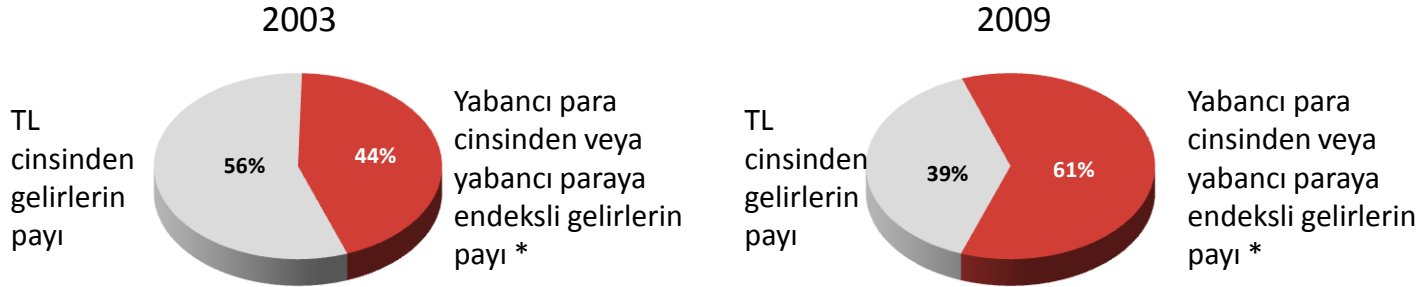 2003
TL
cinsinden
gelirlerin
payı
56%
44%
Yabancı para
cinsinden veya
yabancı paraya
endeksli gelirlerin
payı *
2009
TL
cinsinden
gelirlerin
payı
39%
61%
Yabancı para
cinsinden veya
yabancı paraya
endeksli gelirlerin
payı *